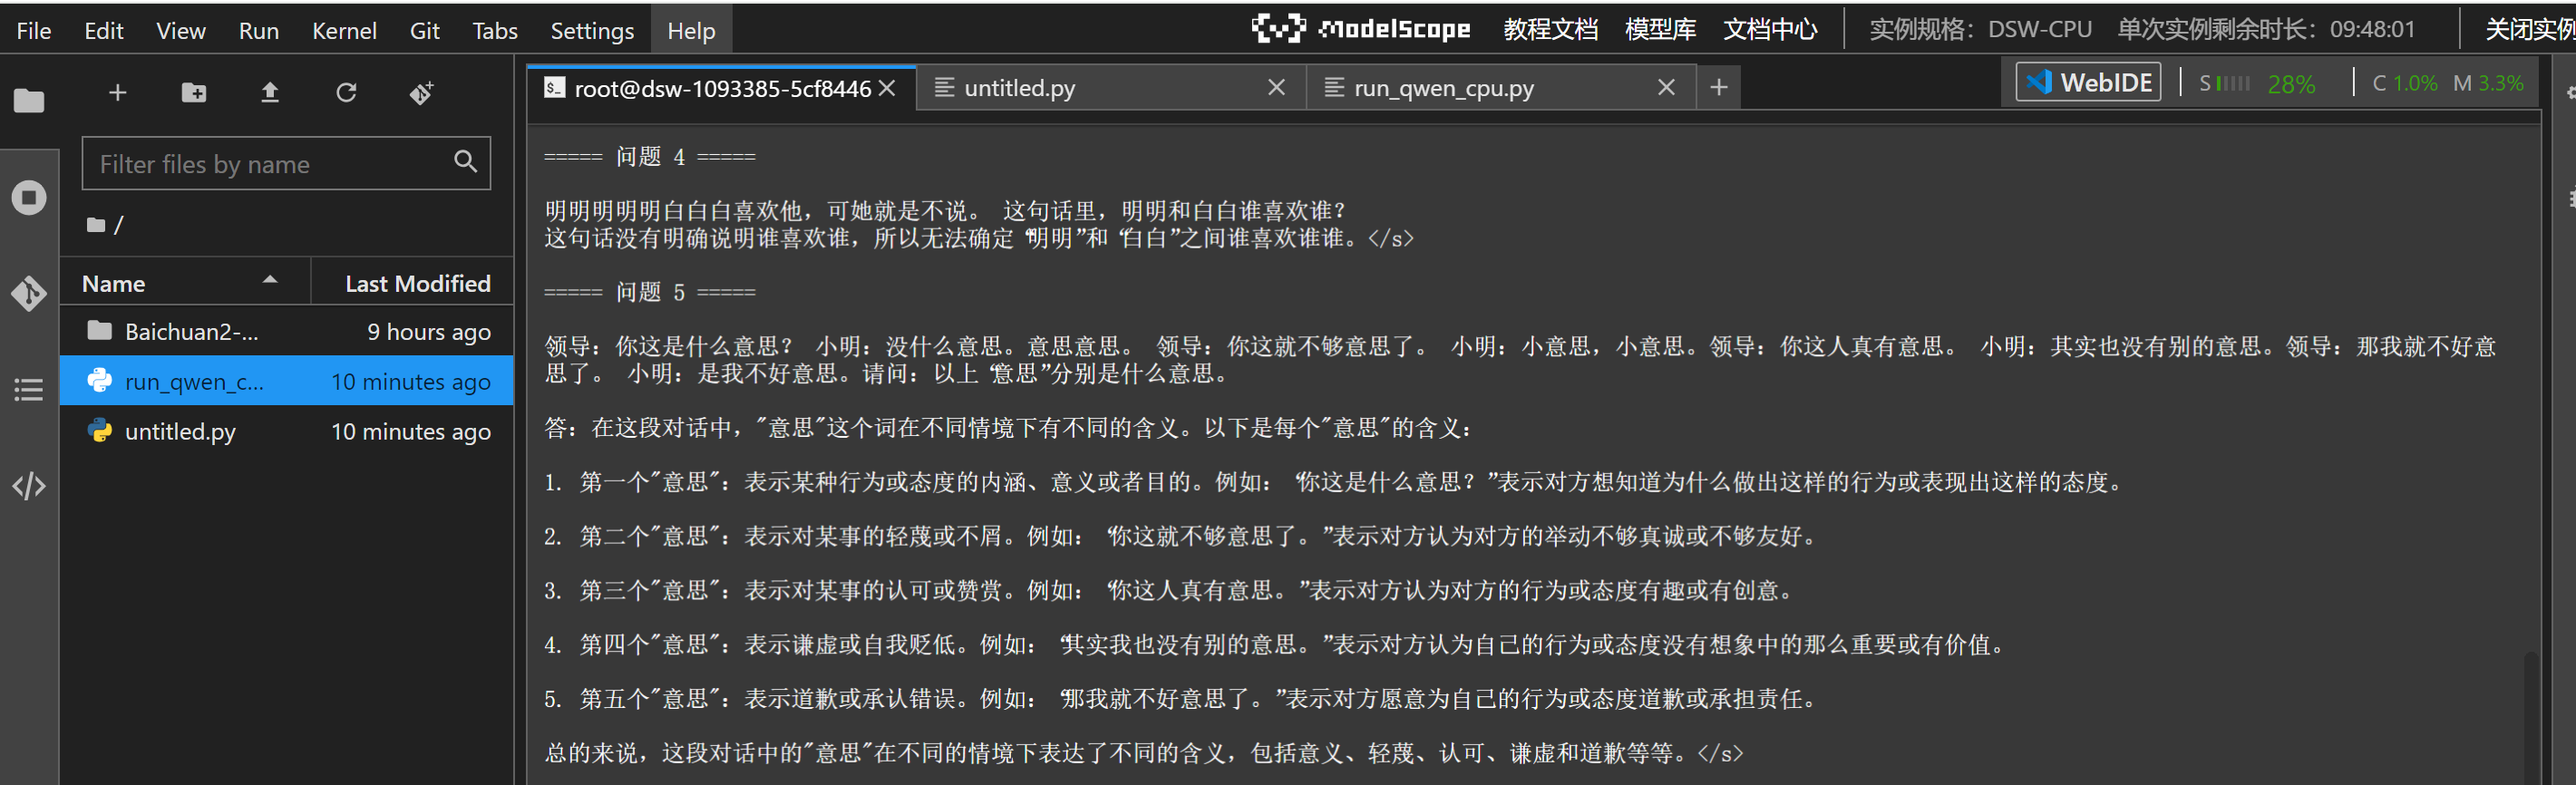 File Edit View Run Kernel Git Tabs Settings Help ModelScope 教程文档 模型库 文档中心 实例规格：DSW-CPU 单次实例剩余时长：09:48:01 关闭实例
root@dsw-1093385-5cf8446 untitled.py run_qwen_cpu.py WebIDE S 28% C 1.0% M 3.3%
Filter files by name
/
Name Last Modified
Baichuan2-... 9 hours ago
run_qwen_c... 10 minutes ago
untitled.py 10 minutes ago
===== 问题 4 =====
明明明明明白白白喜欢他，可她就是不说。 这句话里，明明和白白谁喜欢谁？
这句话没有明确说明谁喜欢谁，所以无法确定“明明”和“白白”之间谁喜欢谁谁。</s>
===== 问题 5 =====
领导：你这是什么意思？ 小明：没什么意思。意思意思。 领导：你这就不够意思了。 小明：小意思，小意思。领导：你这人真有意思。 小明：其实也没有别的意思。领导：那我就不好意
思了。 小明：是我不好意思。请问：以上“意思”分别是什么意思。
答：在这段对话中，"意思"这个词在不同情境下有不同的含义。以下是每个"意思"的含义：
1. 第一个"意思"：表示某种行为或态度的内涵、意义或者目的。例如：“你这是什么意思？”表示对方想知道为什么做出这样的行为或表现出这样的态度。
2. 第二个"意思"：表示对某事的轻蔑或不屑。例如：“你这就不够意思了。”表示对方认为对方的举动不够真诚或不够友好。
3. 第三个"意思"：表示对某事的认可或赞赏。例如：“你这人真有意思。”表示对方认为对方的行为或态度有趣或有创意。
4. 第四个"意思"：表示谦虚或自我贬低。例如：“其实我也没有别的意思。”表示对方认为自己的行为或态度没有想象中的那么重要或有价值。
5. 第五个"意思"：表示道歉或承认错误。例如：“那我就不好意思了。”表示对方愿意为自己的行为或态度道歉或承担责任。
总的来说，这段对话中的"意思"在不同的情境下表达了不同的含义，包括意义、轻蔑、认可、谦虚和道歉等等。</s>